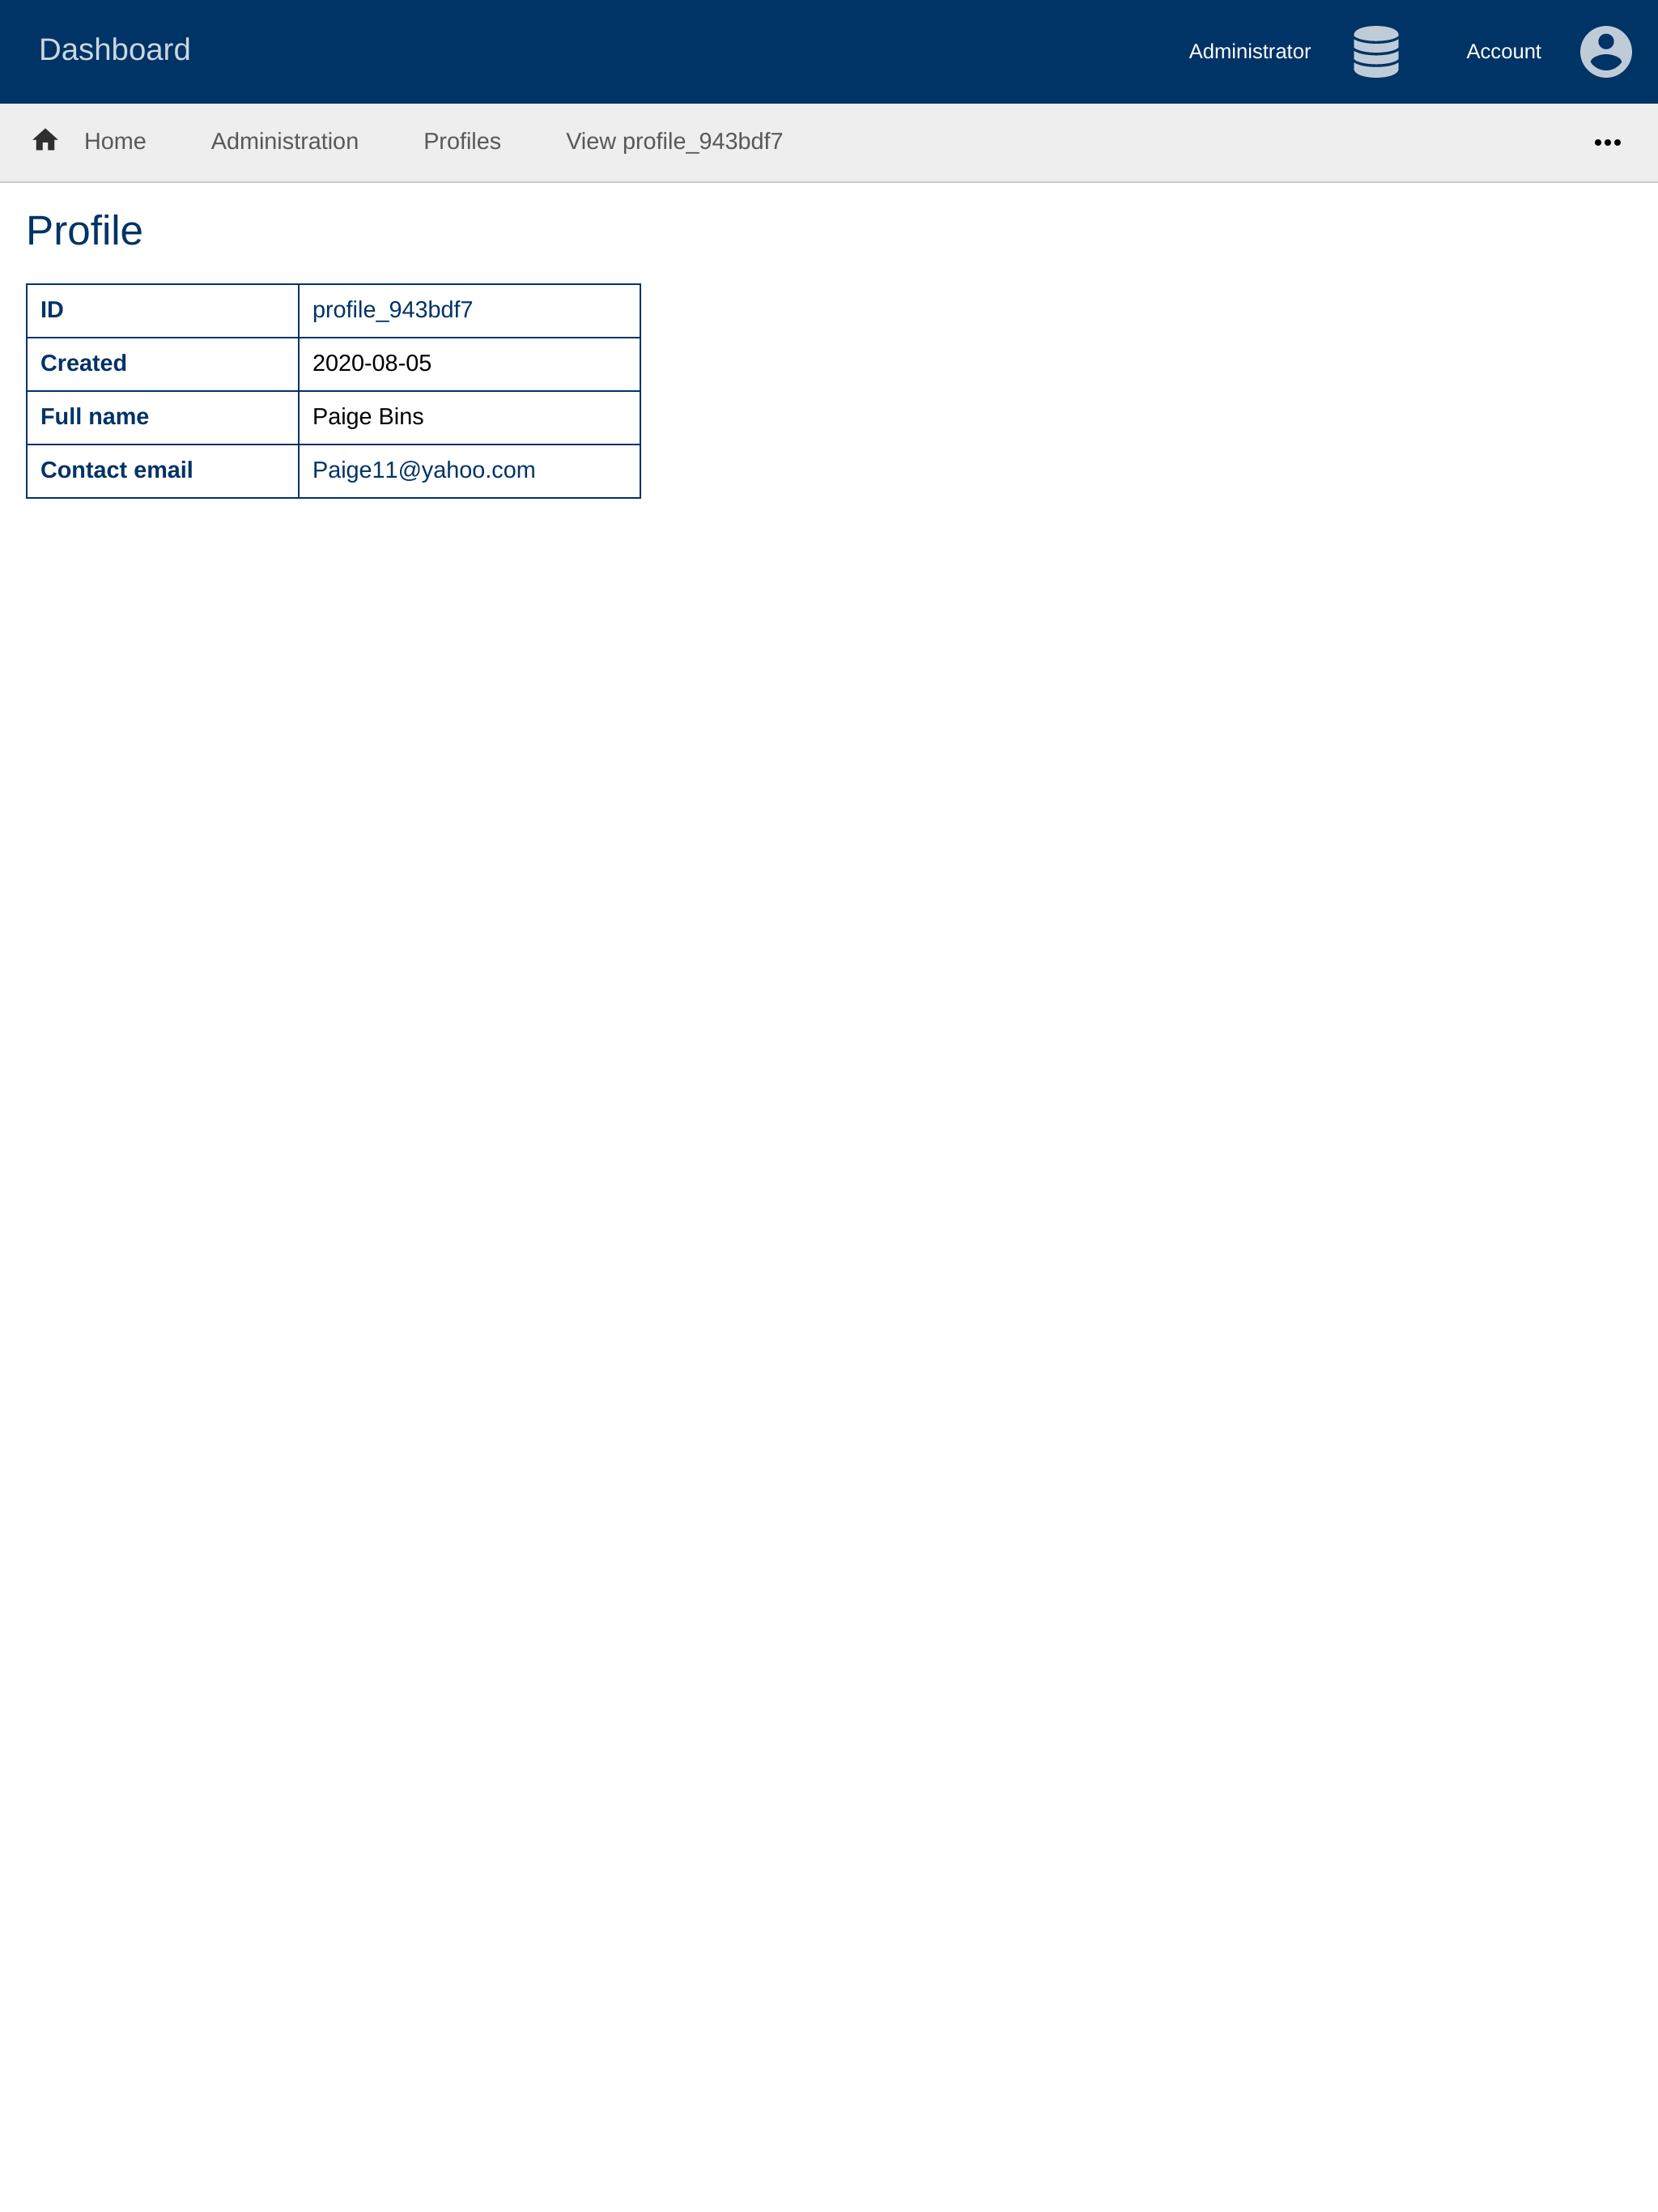 Dashboard Administrator Account
Home Administration Profiles View profile_943bdf7
Profile
ID profile_943bdf7
Created 2020-08-05
Full name Paige Bins
Contact email Paige11@yahoo.com